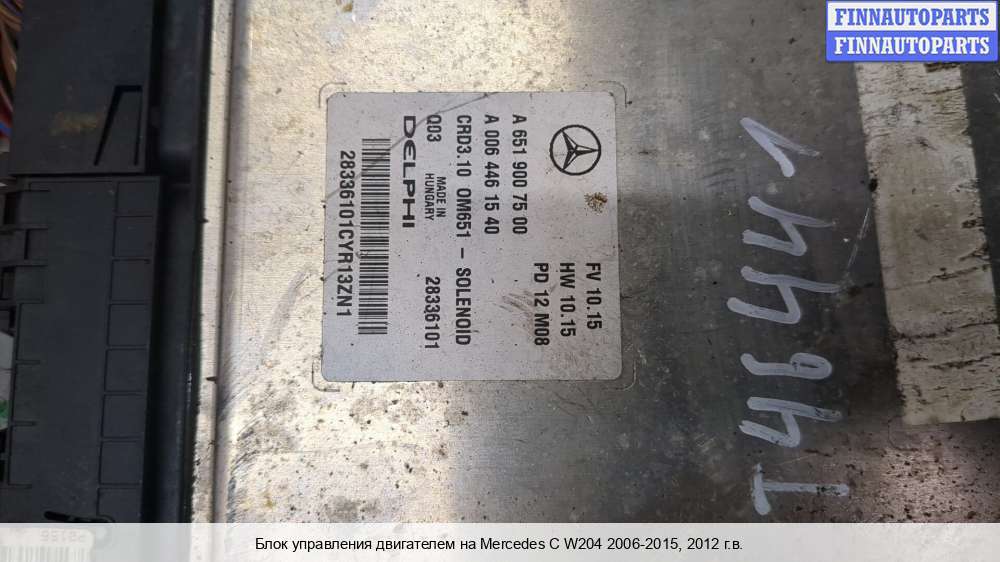 FINNAUTOPARTS
FINNAUTOPARTS
A 651 900 75 00
A 006 446 15 40
CRD3.10 OM651 - SOLENOID
Q03 MADE IN HUNGARY 28336101
DELPHI
28336101CYR13ZN1
FV 10.15
HW 10.15
PD 12 M08
Блок управления двигателем на Mercedes C W204 2006-2015, 2012 г.в.